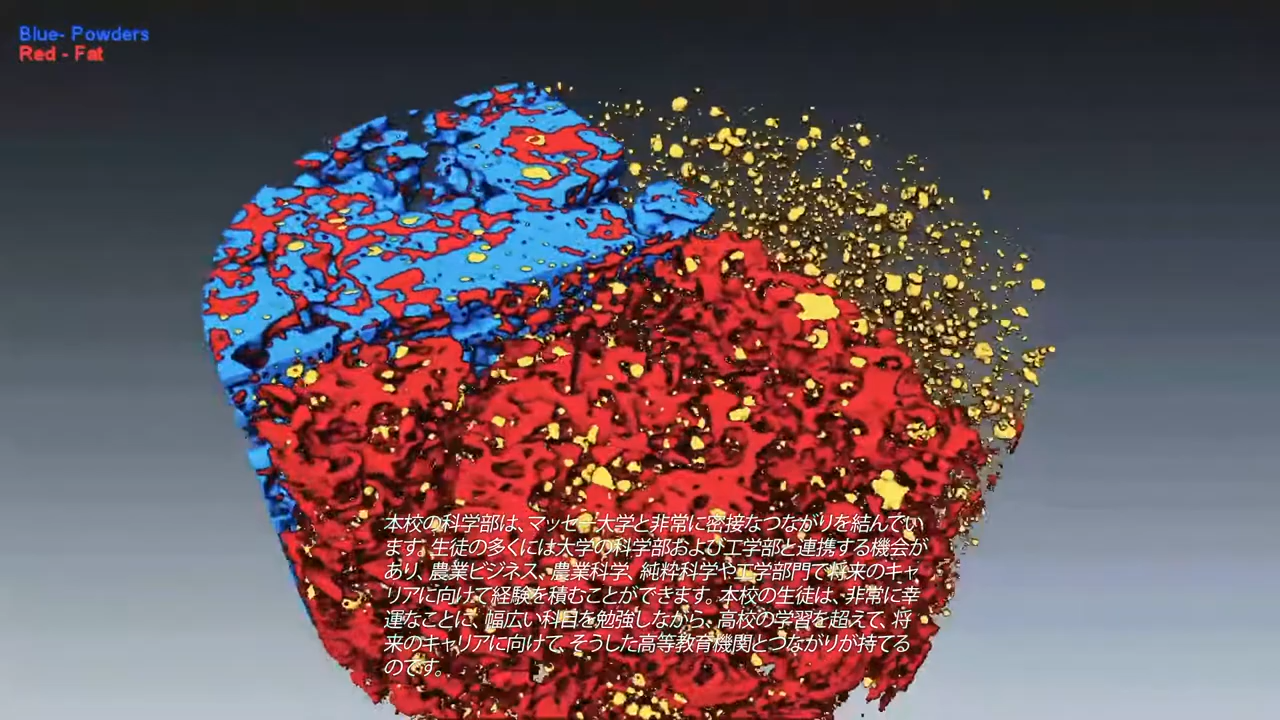 Blue- Powders
Red - Fat
本校の科学部は、マッセー大学と非常に密接なつながりを結んでい
ます。生徒の多くには大学の科学部および工学部と連携する機会が
あり、農業ビジネス、農業科学、純粋科学や工学部門で将来のキャ
リアに向けて経験を積むことができます。本校の生徒は、非常に幸
運なことに、幅広い科目を勉強しながら、高校の学習を超えて、将
来のキャリアに向けて、そうした高等教育機関とつながりが持てる
のです。